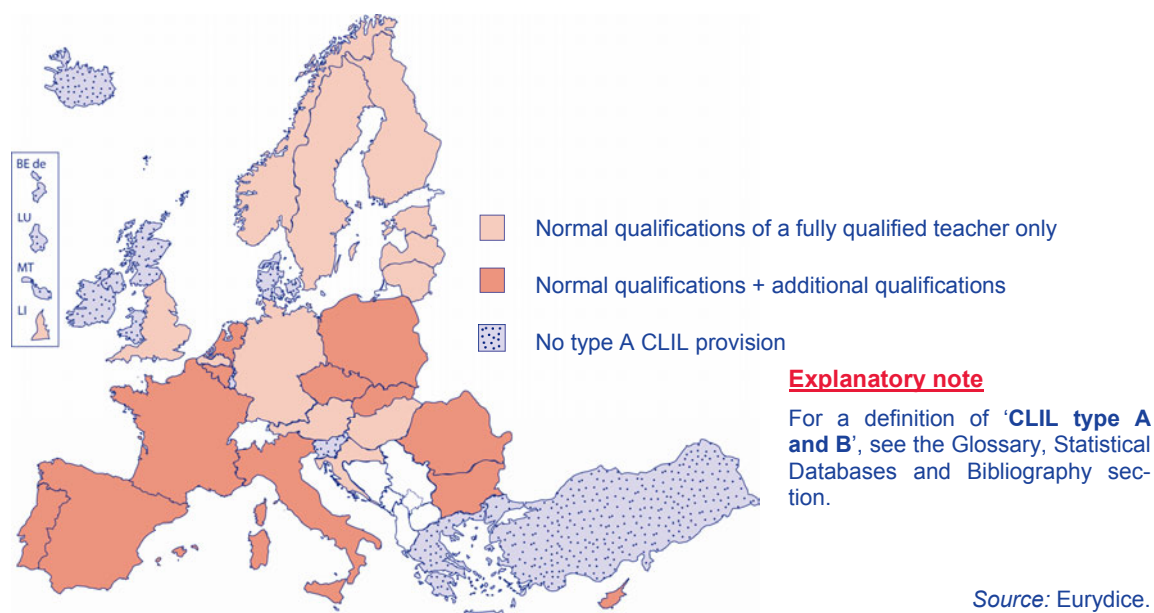 BE de
LU
MT
LI
Normal qualifications of a fully qualified teacher only
Normal qualifications + additional qualifications
No type A CLIL provision
Explanatory note
For a definition of ‘CLIL type A
and B’, see the Glossary, Statistical
Databases and Bibliography sec-
tion.
Source: Eurydice.